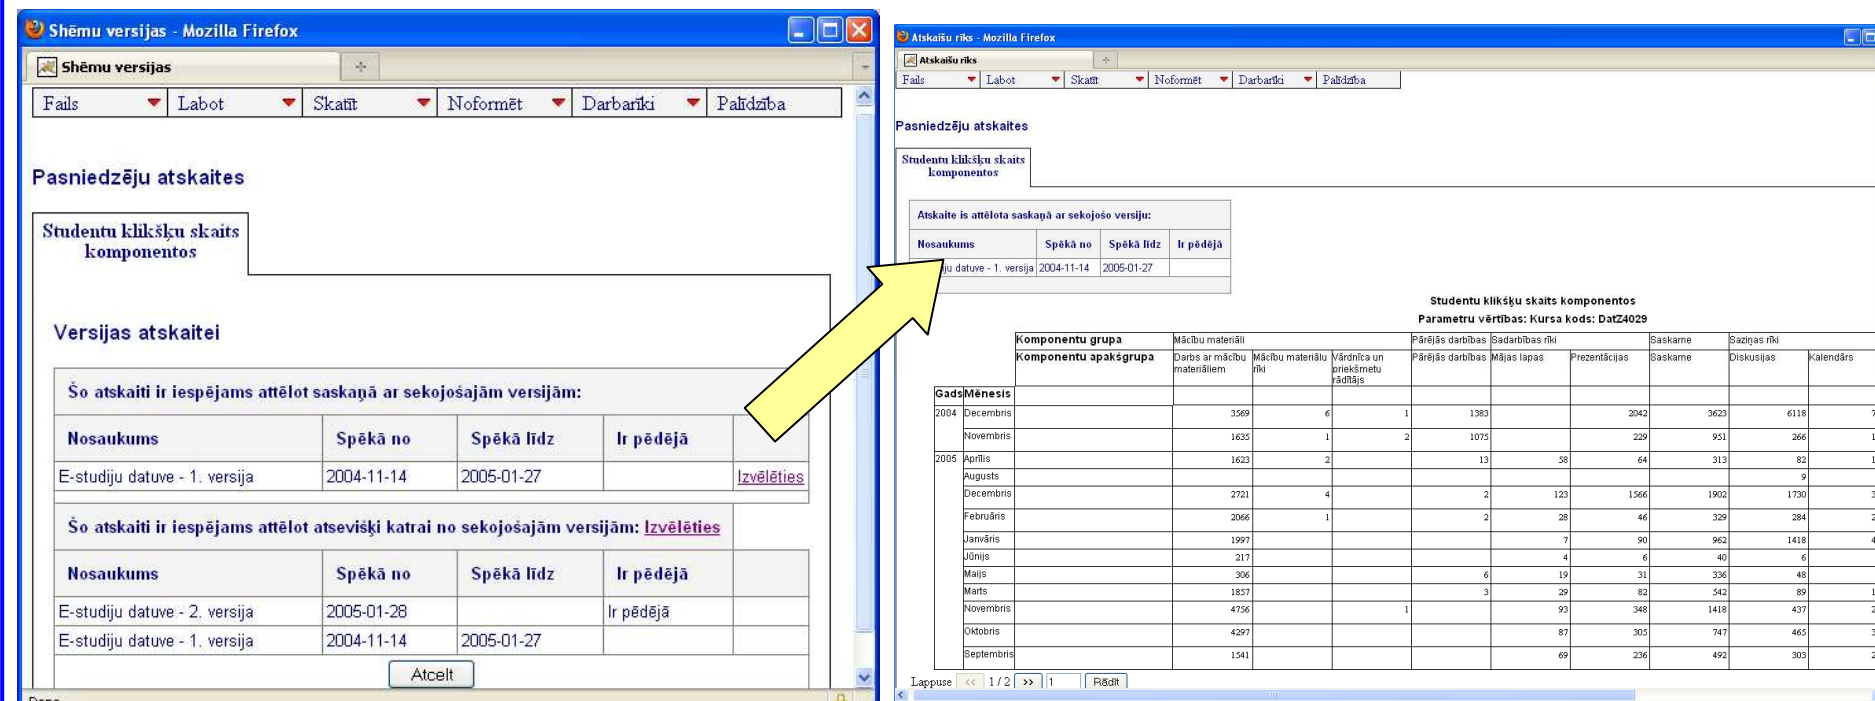 Shēmu versijas - Mozilla Firefox
Shēmu versijas
Fails Labot Skatīt Noformēt Darbarīki Palīdzība
Pasniedzēju atskaites
Studentu klikšķu skaits
komponentos
Versijas atskaitei
Šo atskaiti ir iespējams attēlot saskaņā ar sekojošajām versijām:
Nosaukums Spēkā no Spēkā līdz Ir pēdējā
E-studiju datuve - 1. versija 2004-11-14 2005-01-27 Izvēlēties
Šo atskaiti ir iespējams attēlot atsevišķi katrai no sekojošajām versijām: Izvēlēties
Nosaukums Spēkā no Spēkā līdz Ir pēdējā
E-studiju datuve - 2. versija 2005-01-28 Ir pēdējā
E-studiju datuve - 1. versija 2004-11-14 2005-01-27
Atcelt
Atskaišu rīks - Mozilla Firefox
Atskaišu rīks
Fails Labot Skatīt Noformēt Darbarīki Palīdzība
Pasniedzēju atskaites
Studentu klikšķu skaits
komponentos
Atskaite is attēlota saskaņā ar sekojošo versiju:
Nosaukums Spēkā no Spēkā līdz Ir pēdējā
datuve - 1. versija 2004-11-14 2005-01-27
Studentu klikšķu skaits komponentos
Parametru vērtības: Kursa kods: DatZ4029
Komponentu grupa Mācību materiāli Pārējās darbības Sadarbības rīki Saskarne Saziņas rīki
Komponentu apakšgrupa Darbs ar mācību Mācību materiālu Vārdnīca un Pārējās darbības Mājas lapas Prezentācijas Saskarne Diskusijas Kalendārs
materiāliem rīki priekšmetu
rādītājs
Gads Mēnesis
2004 Decembris 3569 6 1 1383 2042 3623 6118
Novembris 1635 1 2 1075 229 951 266
2005 Aprīlis 1623 2 13 58 64 313 82
Augusts 9
Decembris 2721 4 2 123 1566 1902 1730
Februāris 2066 1 2 28 46 329 284
Janvāris 1997 7 90 962 1418
Jūnijs 217 4 6 40 6
Maijs 306 6 19 31 336 48
Marts 1857 3 29 82 542 89
Novembris 4756 1 93 348 1418 437
Oktobris 4297 87 305 747 465
Septembris 1541 69 236 492 303
Lappuse << 1 / 2 >> 1 Rādīt